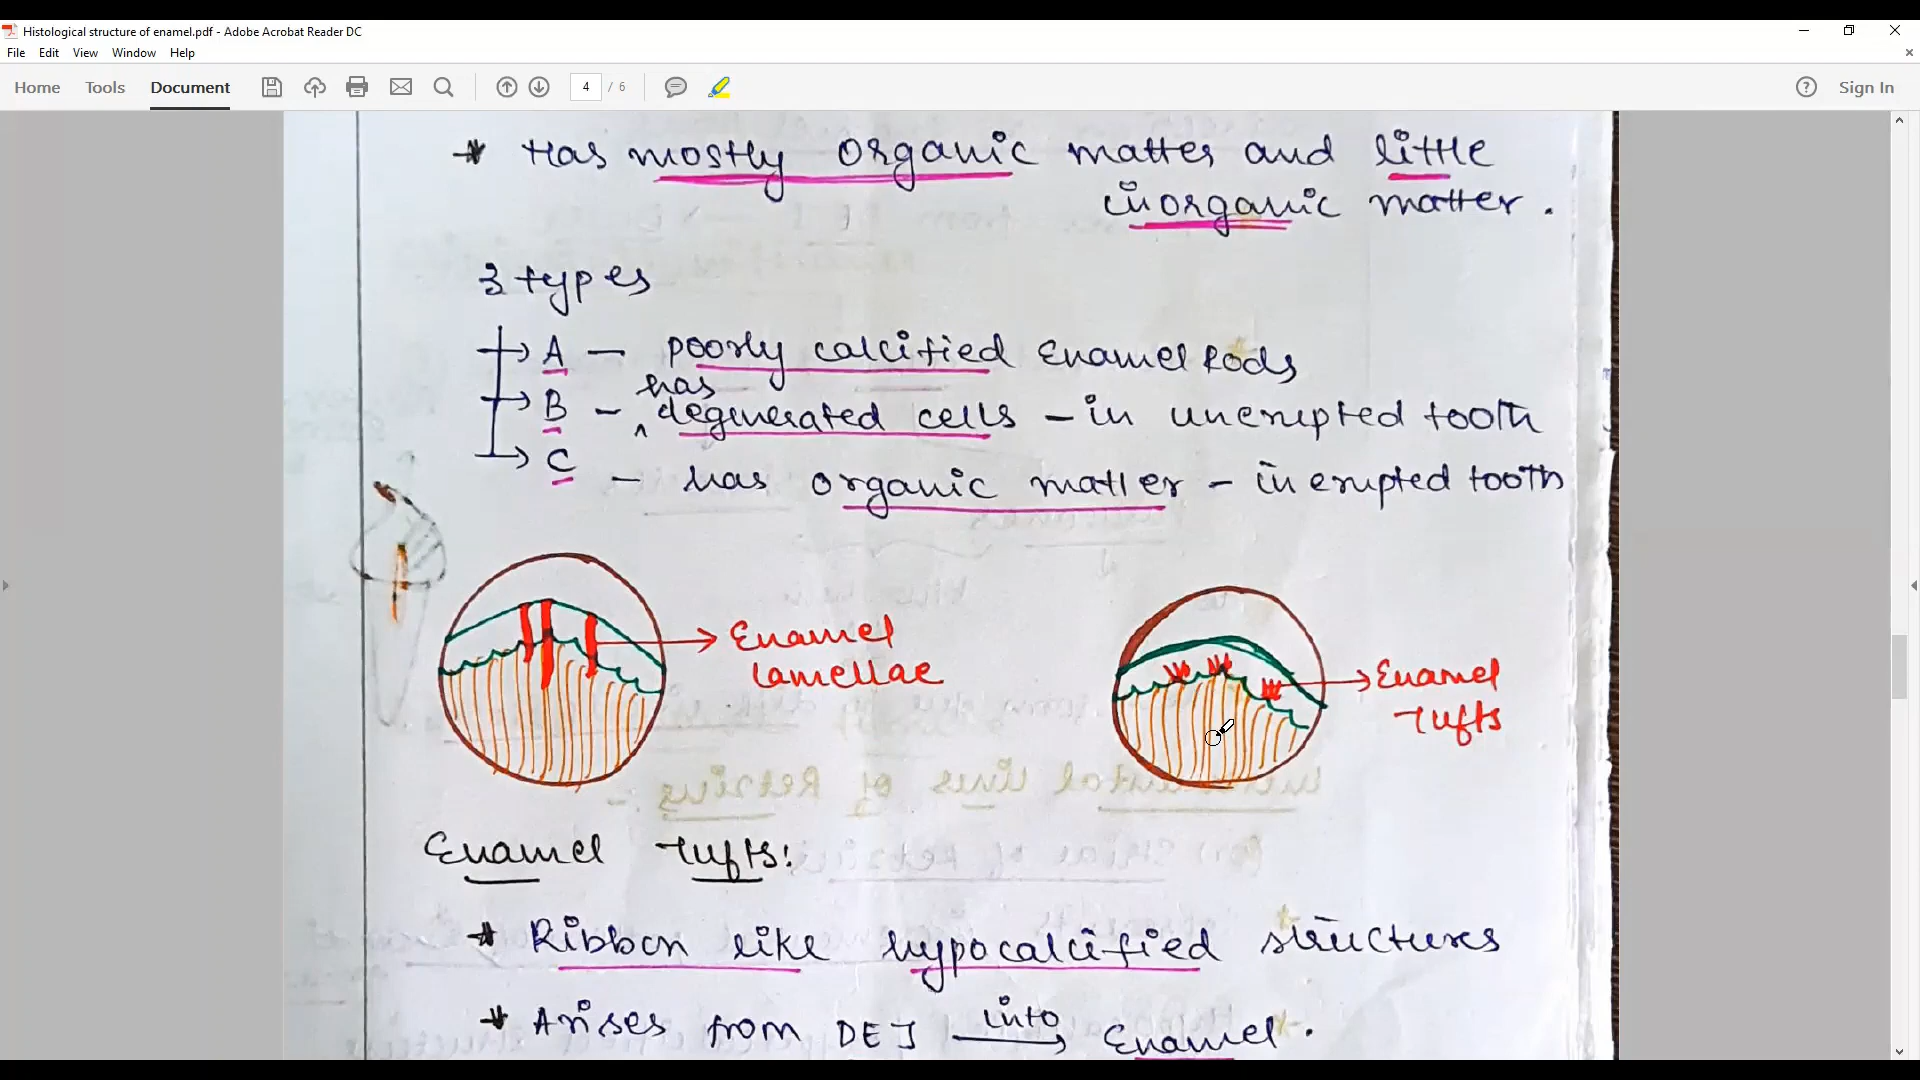 Histological structure of enamel.pdf - Adobe Acrobat Reader DC
File Edit View Window Help
Home Tools Document 4 / 6 Sign In
* Has mostly organic matter and little
inorganic matter.
3 types
A - poorly calcified Enamel Rods
B - has degenerated cells - in unerupted tooth
C - has organic matter - in erupted tooth
Enamel
Lamellae
Enamel
Tufts
Enamel Tufts:
* Ribbon like hypocalcified structures
* Arises from DEJ into Enamel.